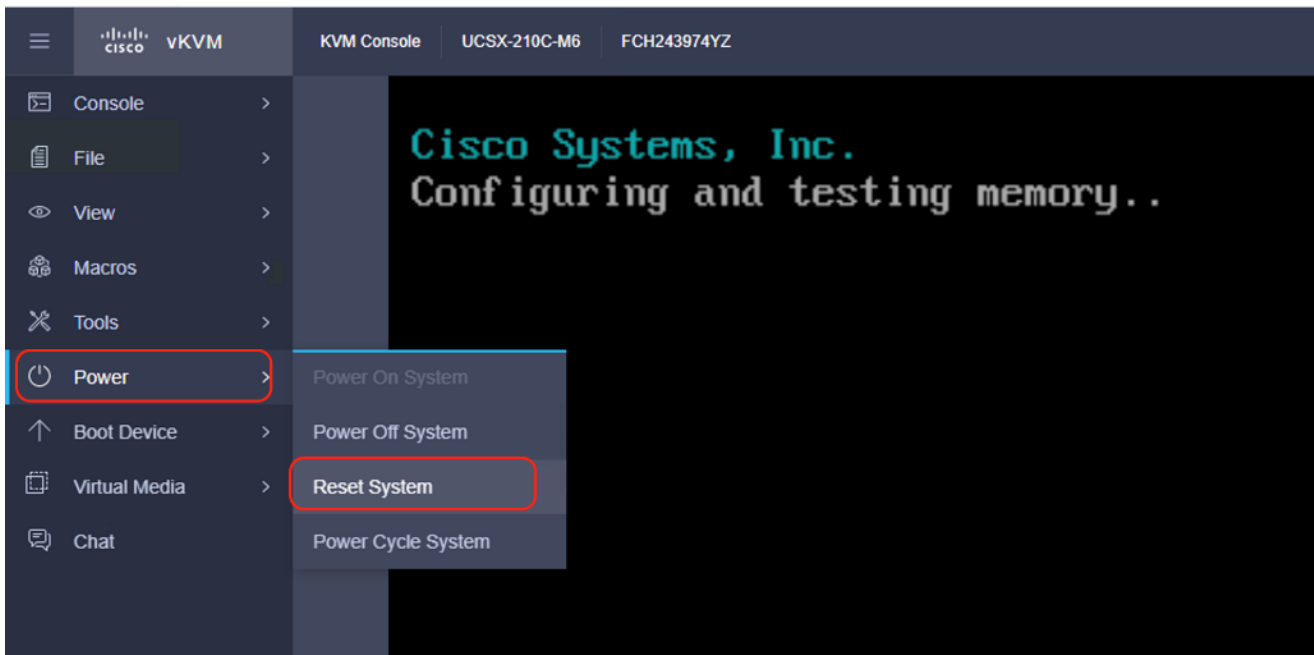 cisco vKVM KVM Console UCSX-210C-M6 FCH243974YZ
Console
File
View
Macros
Tools
Power
Boot Device
Virtual Media
Chat
Power On System
Power Off System
Reset System
Power Cycle System
Cisco Systems, Inc.
Configuring and testing memory..